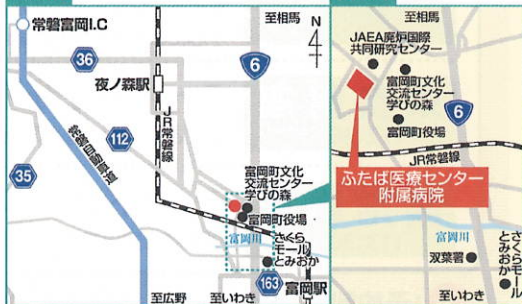 至相馬
N
4
常磐富岡I.C
36
6
夜ノ森駅
JR常磐線
112
常磐自動車道
35
富岡町文化
交流センター
学びの森
富岡町役場
富岡川
さくら
モール
とみおか
163
富岡駅
至広野
至いわき
至相馬
JAEA廃炉国際
共同研究センター
富岡町文化
交流センター
学びの森
6
富岡町役場
JR常磐線
ふたば医療センター
附属病院
富岡川
双葉署
さくら
モール
とみおか
至いわき